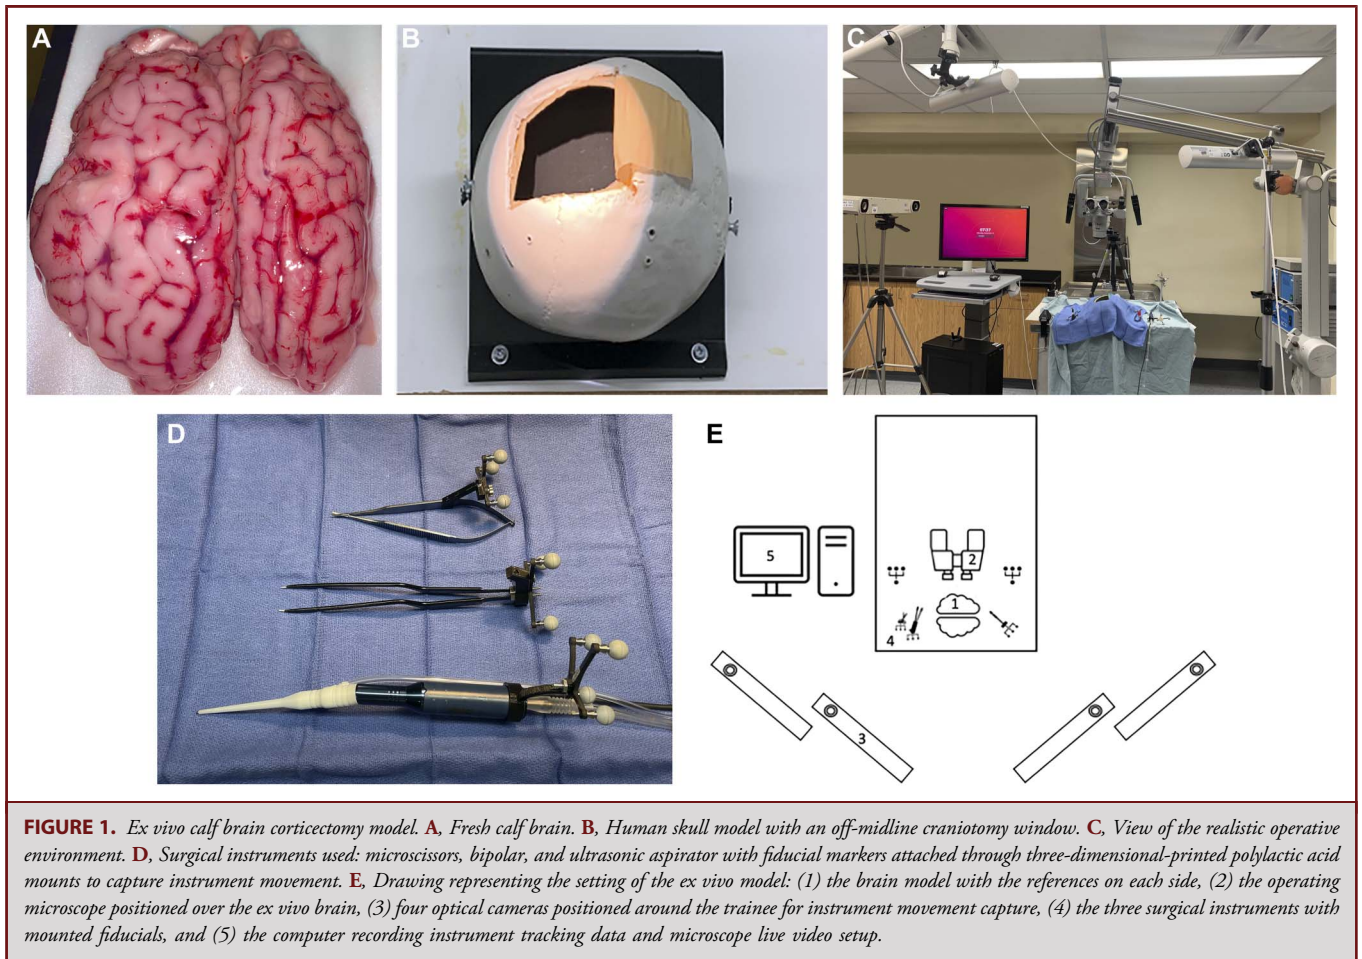 A
B
C
D
E
5
2
1
4
3
FIGURE 1. Ex vivo calf brain corticectomy model. A, Fresh calf brain. B, Human skull model with an off-midline craniotomy window. C, View of the realistic operative
environment. D, Surgical instruments used: microscissors, bipolar, and ultrasonic aspirator with fiducial markers attached through three-dimensional-printed polylactic acid
mounts to capture instrument movement. E, Drawing representing the setting of the ex vivo model: (1) the brain model with the references on each side, (2) the operating
microscope positioned over the ex vivo brain, (3) four optical cameras positioned around the trainee for instrument movement capture, (4) the three surgical instruments with
mounted fiducials, and (5) the computer recording instrument tracking data and microscope live video setup.